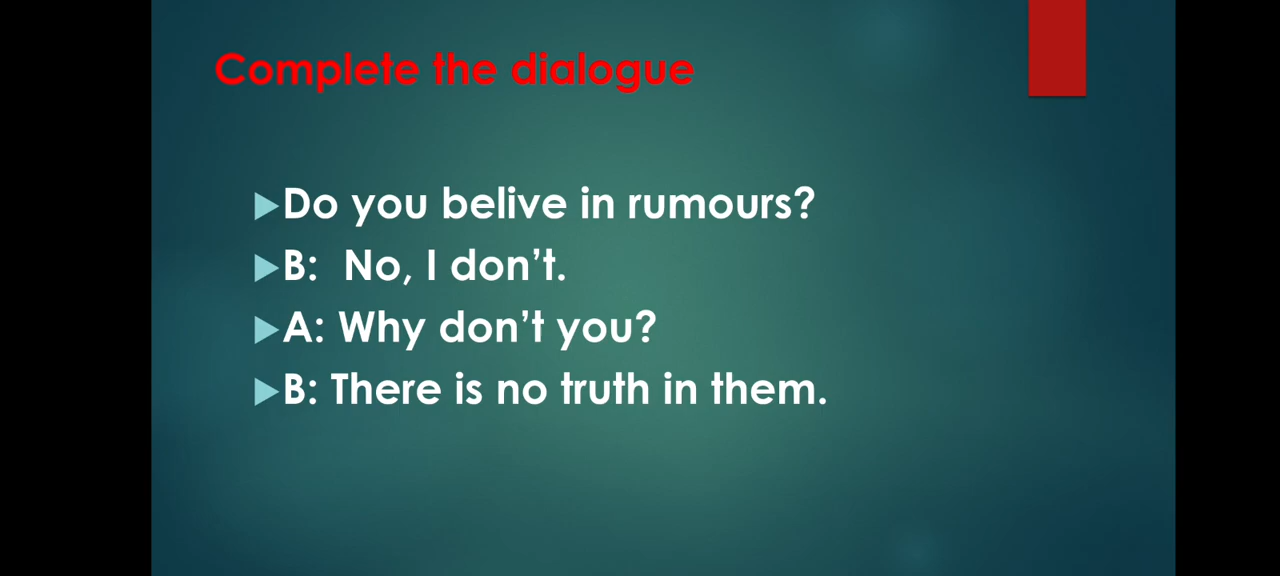 Complete the dialogue
Do you belive in rumours?
B: No, I don’t.
A: Why don’t you?
B: There is no truth in them.